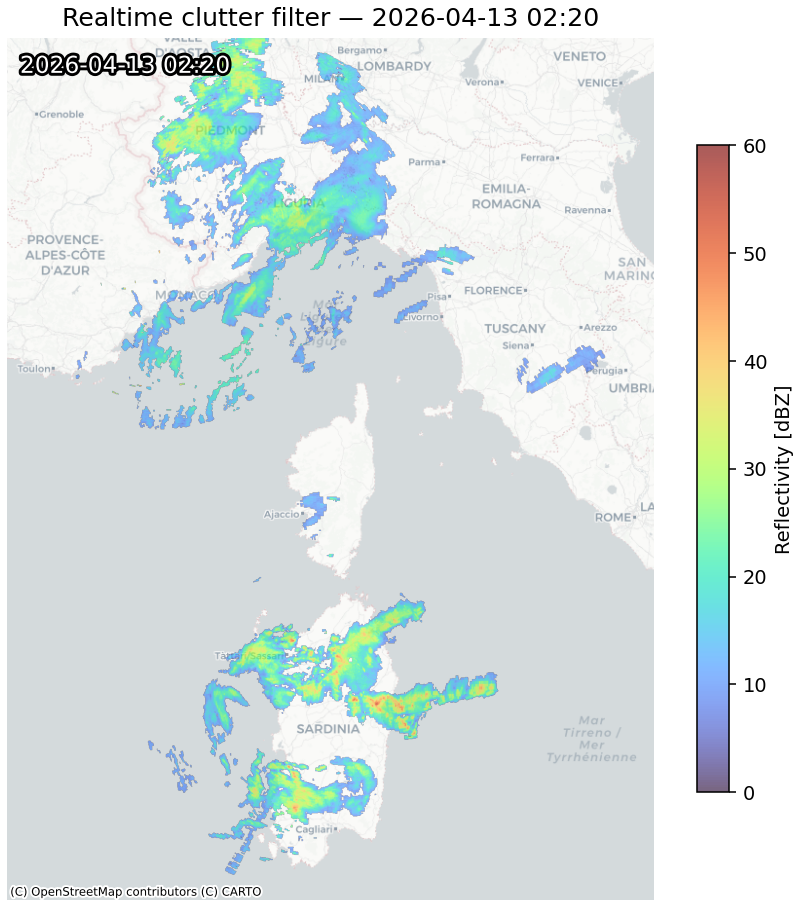 Realtime clutter filter — 2026-04-13 02:20
2026-04-13 02:20
VALLE
D'AOSTA
Bergamo
LOMBARDY
VENETO
MILAN
Verona
VENICE
Grenoble
PIEDMONT
Parma
Ferrara
EMILIA-
ROMAGNA
LIGURIA
Ravenna
PROVENCE-
ALPES-CÔTE
D'AZUR
SAN
MARINO
MONACO
Pisa
FLORENCE
Livorno
TUSCANY
Arezzo
Siena
Toulon
Perugia
UMBRIA
Ajaccio
ROME
LA
Tàttari/Sassari
SARDINIA
Mar
Tirreno /
Mer
Tyrrhénienne
Cagliari
(C) OpenStreetMap contributors (C) CARTO
60
50
40
30
20
10
0
Reflectivity [dBZ]